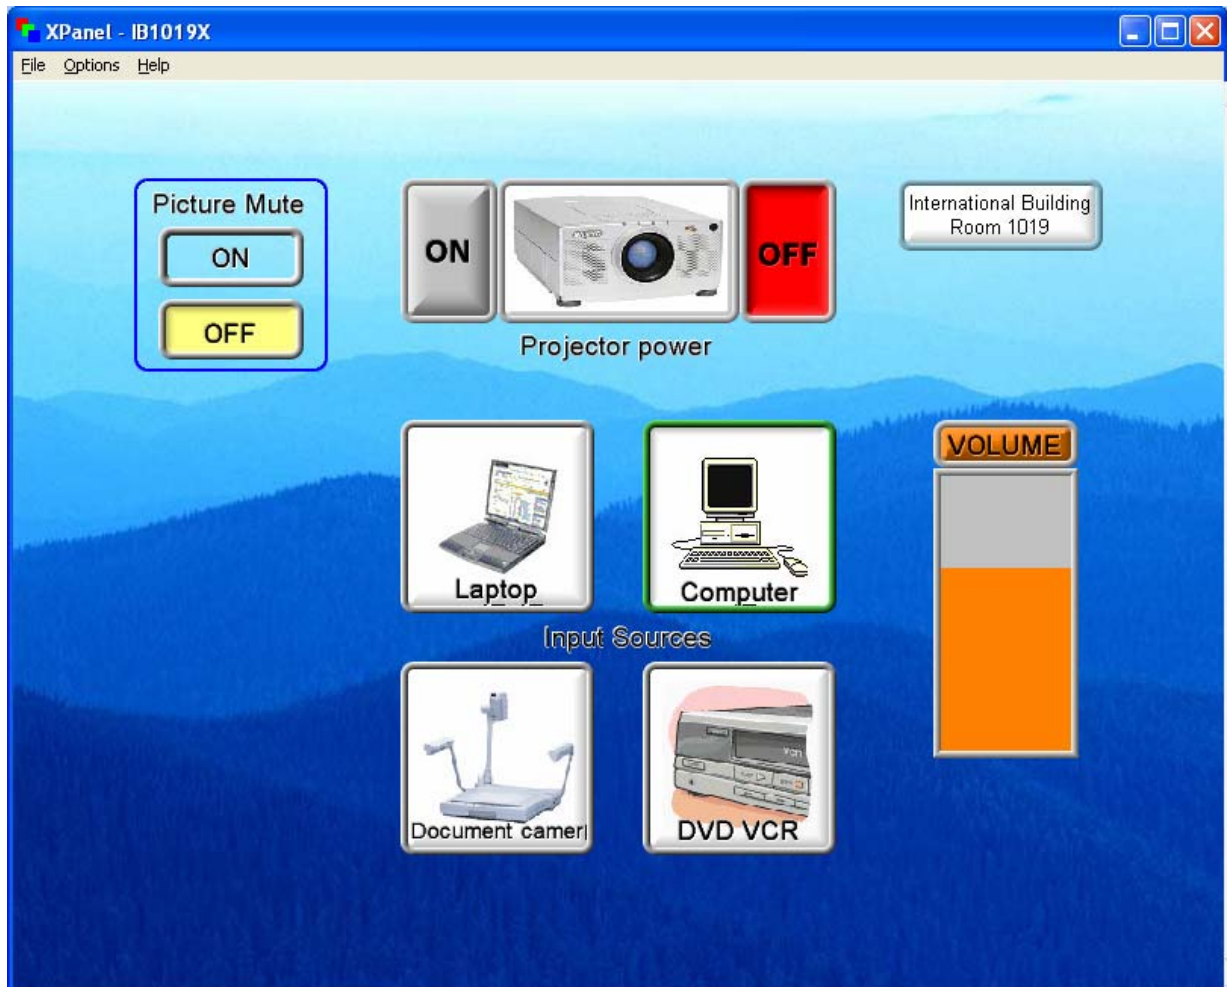 XPanel - IB1019X
File Options Help
Picture Mute
ON
OFF
ON
OFF
Projector power
International Building
Room 1019
Laptop
Computer
VOLUME
Input Sources
Document camer
DVD VCR
VCR